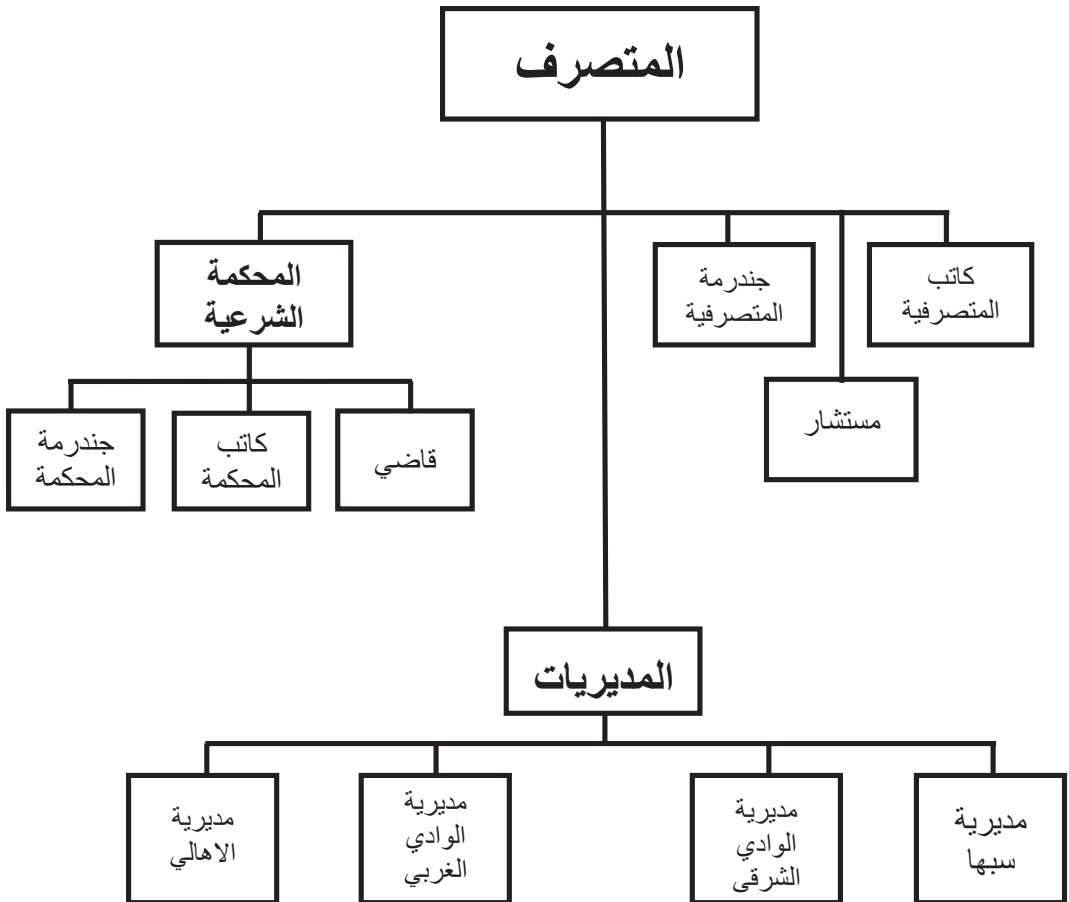 المتصرف
كاتب
المتصرفية
جندرمة
المتصرفية
المحكمة
الشرعية
مستشار
قاضي
كاتب
المحكمة
جندرمة
المحكمة
المديريات
مديرية
سبها
مديرية
الوادي
الشرقى
مديرية
الوادي
الغربي
مديرية
الاهالي